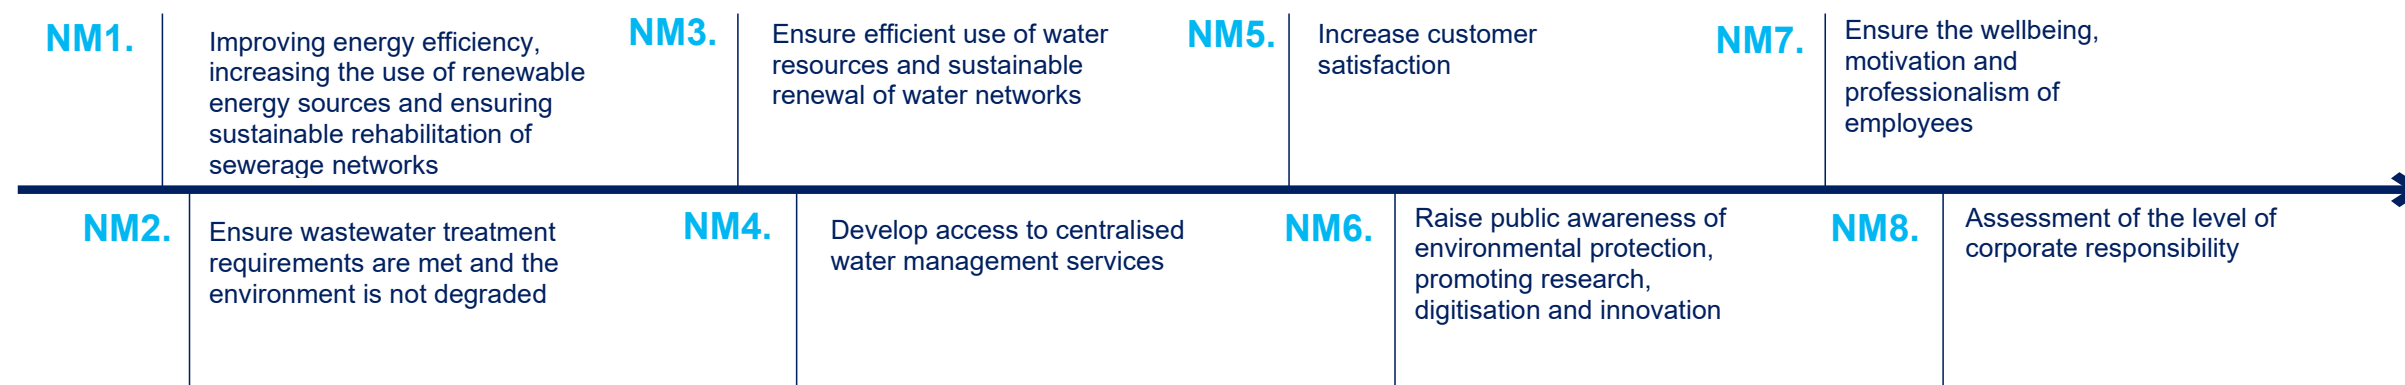 NM1.
Improving energy efficiency,
increasing the use of renewable
energy sources and ensuring
sustainable rehabilitation of
sewerage networks
NM2.
Ensure wastewater treatment
requirements are met and the
environment is not degraded
NM3.
Ensure efficient use of water
resources and sustainable
renewal of water networks
NM4.
Develop access to centralised
water management services
NM5.
Increase customer
satisfaction
NM6.
Raise public awareness of
environmental protection,
promoting research,
digitisation and innovation
NM7.
Ensure the wellbeing,
motivation and
professionalism of
employees
NM8.
Assessment of the level of
corporate responsibility